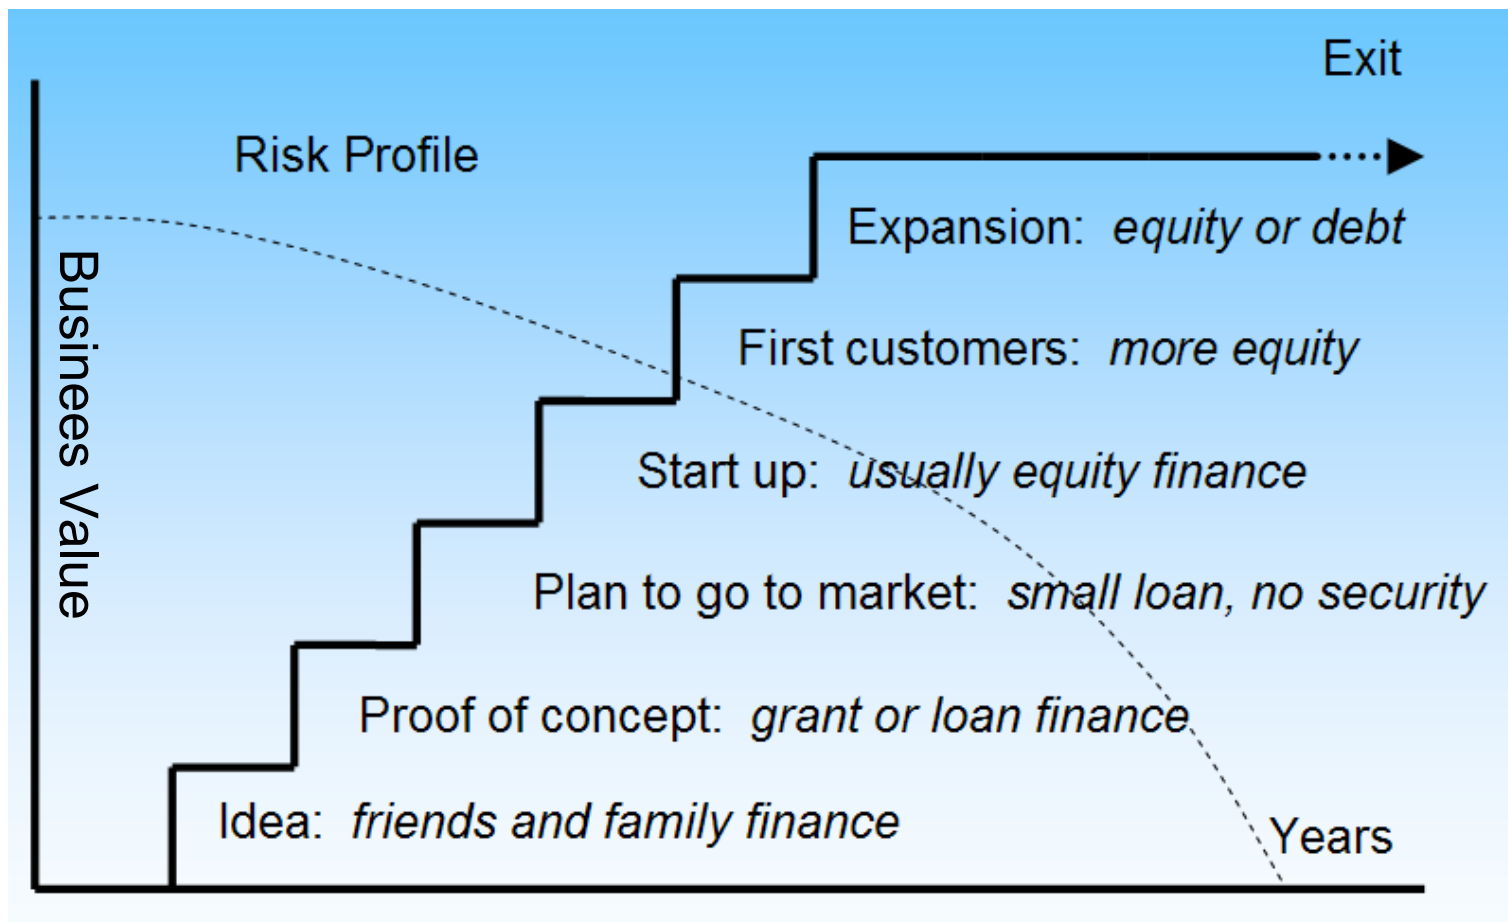 Exit
Risk Profile
Expansion: equity or debt
Businees Value
First customers: more equity
Start up: usually equity finance
Plan to go to market: small loan, no security
Proof of concept: grant or loan finance
Idea: friends and family finance
Years